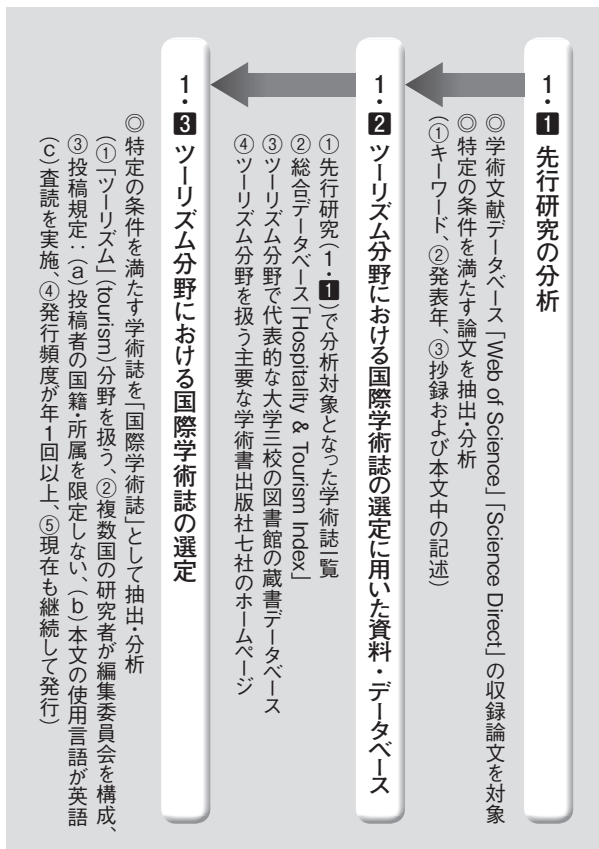 1・1 先行研究の分析
◎学術文献データベース「Web of Science」「Science Direct」の収録論文を対象
◎特定の条件を満たす論文を抽出・分析
(①キーワード、②発表年、③抄録および本文中の記述)
1・2 ツーリズム分野における国際学術誌の選定に用いた資料・データベース
①先行研究(1・1)で分析対象となった学術誌一覧
②総合データベース「Hospitality & Tourism Index」
③ツーリズム分野で代表的な大学三校の図書館の蔵書データベース
④ツーリズム分野を扱う主要な学術書出版社七社のホームページ
1・3 ツーリズム分野における国際学術誌の選定
◎特定の条件を満たす学術誌を「国際学術誌」として抽出・分析
(①「ツーリズム」(tourism)分野を扱う、②複数国の研究者が編集委員会を構成、
③投稿規定：(a)投稿者の国籍・所属を限定しない、(b)本文の使用言語が英語
(c)査読を実施、④発行頻度が年1回以上、⑤現在も継続して発行)